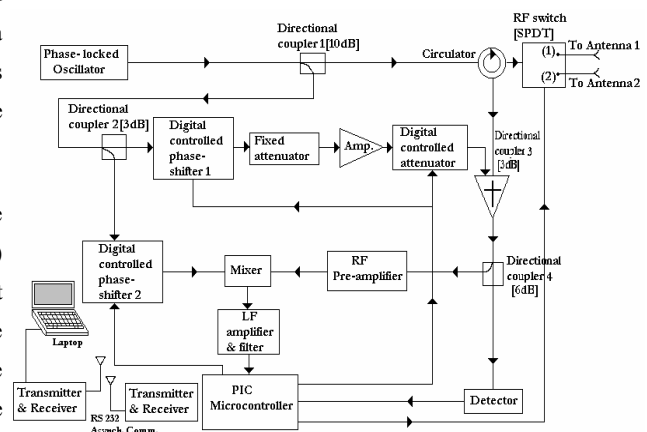 RF switch
[SPDT]
Directional
coupler 1[10dB]
Phase-locked
Oscillator
Circulator
(1)
To Antenna 1
(2)
To Antenna2
Directional
coupler 2[3dB]
Digital
controlled
phase-
shifter 1
Fixed
attenuator
Amp.
Digital
controlled
attenuator
Directional
coupler 3
[3dB]
Digital
controlled
phase-
shifter 2
Mixer
RF
Pre-amplifier
Directional
coupler 4
[6dB]
LF
amplifier
& filter
Laptop
PIC
Microcontroller
Detector
Transmitter
& Receiver
Transmitter
& Receiver
RS 232
Asynch. Comm.